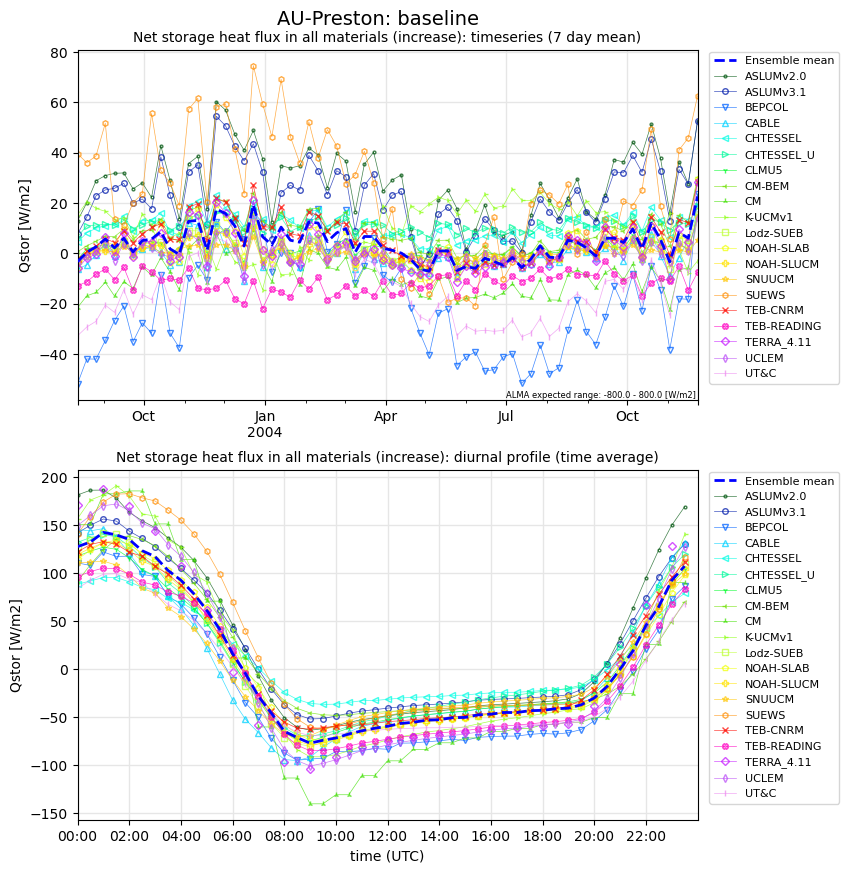 AU-Preston: baseline
Net storage heat flux in all materials (increase): timeseries (7 day mean)
80
60
40
20
0
−20
−40
Qstor [W/m2]
ALMA expected range: -800.0 - 800.0 [W/m2]
Oct
Jan
2004
Apr
Jul
Oct
Ensemble mean
ASLUMv2.0
ASLUMv3.1
BEPCOL
CABLE
CHTESSEL
CHTESSEL_U
CLMU5
CM-BEM
CM
K-UCMv1
Lodz-SUEB
NOAH-SLAB
NOAH-SLUCM
SNUUCM
SUEWS
TEB-CNRM
TEB-READING
TERRA_4.11
UCLEM
UT&C
Net storage heat flux in all materials (increase): diurnal profile (time average)
200
150
100
50
0
−50
−100
−150
Qstor [W/m2]
00:00
02:00
04:00
06:00
08:00
10:00
12:00
14:00
16:00
18:00
20:00
22:00
time (UTC)
Ensemble mean
ASLUMv2.0
ASLUMv3.1
BEPCOL
CABLE
CHTESSEL
CHTESSEL_U
CLMU5
CM-BEM
CM
K-UCMv1
Lodz-SUEB
NOAH-SLAB
NOAH-SLUCM
SNUUCM
SUEWS
TEB-CNRM
TEB-READING
TERRA_4.11
UCLEM
UT&C